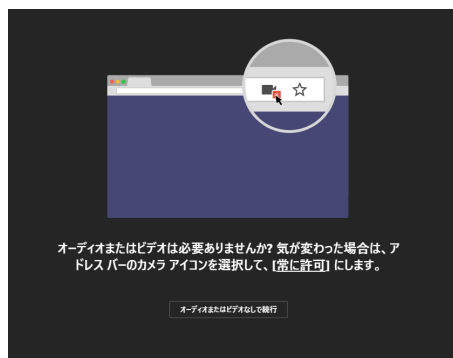 オーディオまたはビデオは必要ありませんか? 気が変わった場合は、ア
ドレス バーのカメラ アイコンを選択して、[常に許可] にします。
オーディオまたはビデオなしで続行